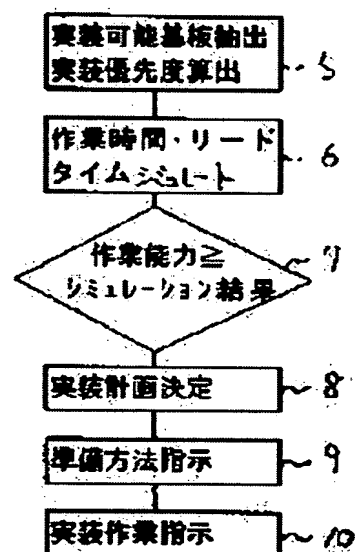 実装可能基板抽出
実装優先度算出
5
作業時間・リード
タイムシミュレート
6
作業能力≧
シミュレーション結果
7
実装計画決定
8
準備方法指示
9
実装作業指示
10